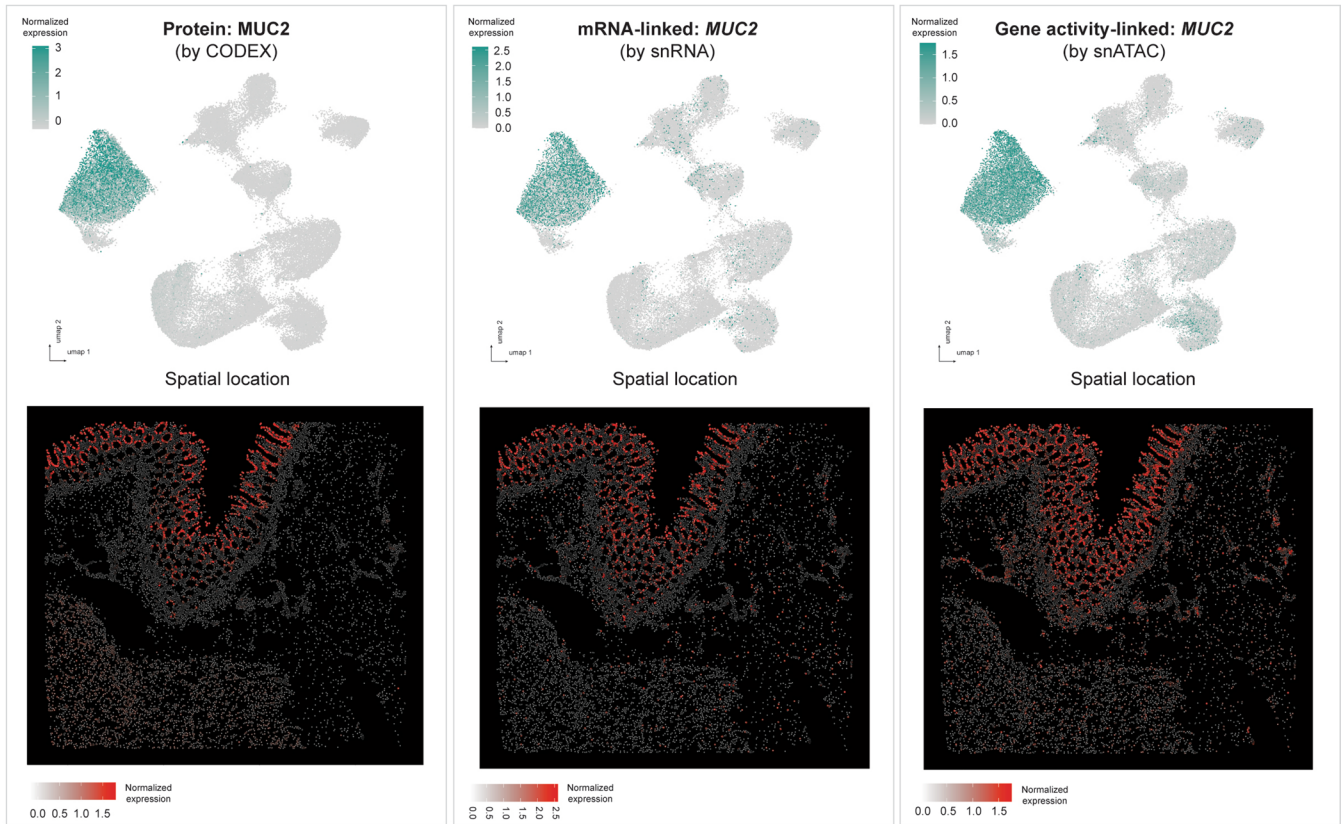 Normalized
expression
Protein: MUC2
(by CODEX)
3
2
1
0
umap 2
umap 1
Spatial location
0.0 0.5 1.0 1.5
Normalized
expression
Normalized
expression
mRNA-linked: MUC2
(by snRNA)
2.5
2.0
1.5
1.0
0.5
0.0
umap 2
umap 1
Spatial location
0.0 0.5 1.0 1.5 2.0 2.5
Normalized
expression
Normalized
expression
Gene activity-linked: MUC2
(by snATAC)
1.5
1.0
0.5
0.0
umap 2
umap 1
Spatial location
0.0 0.5 1.0 1.5
Normalized
expression